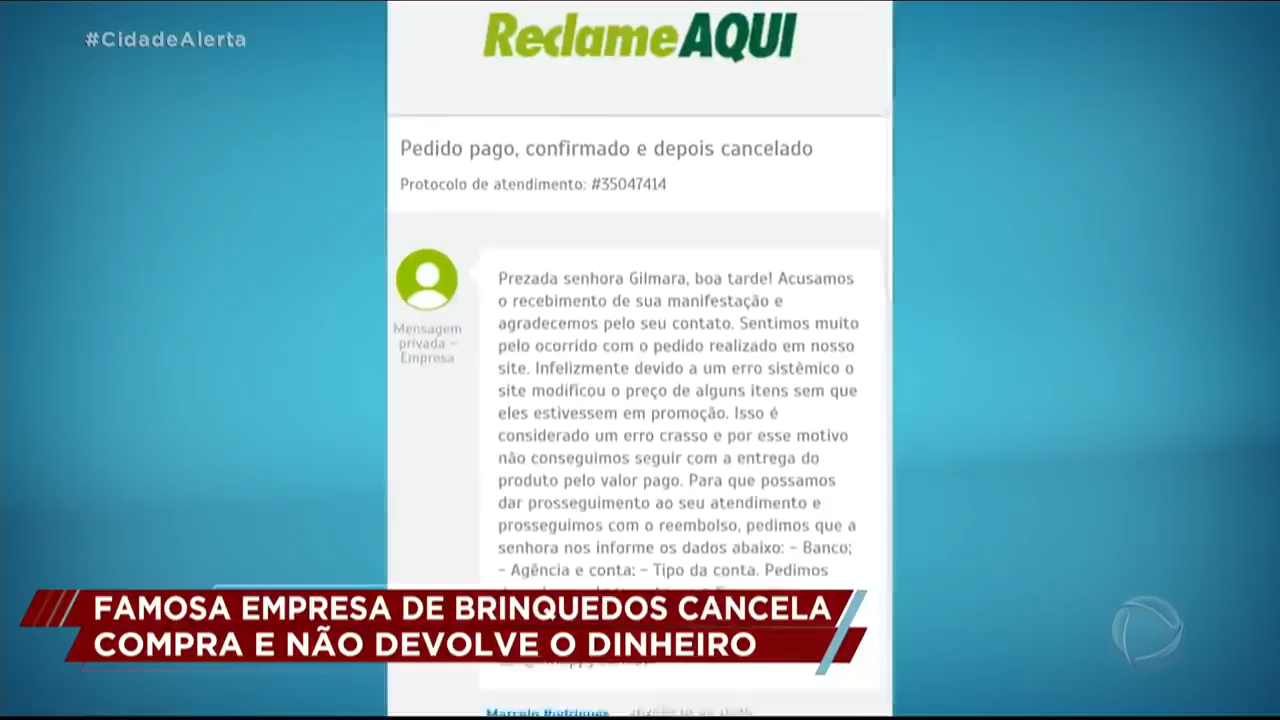 #CidadeAlerta
ReclameAQUI
Pedido pago, confirmado e depois cancelado
Protocolo de atendimento: #35047414
Mensagem
privada –
Empresa
Prezada senhora Gilmara, boa tarde! Acusamos
o recebimento de sua manifestação e
agradecemos pelo seu contato. Sentimos muito
pelo ocorrido com o pedido realizado em nosso
site. Infelizmente devido a um erro sistêmico o
site modificou o preço de alguns itens sem que
eles estivessem em promoção. Isso é
considerado um erro crasso e por esse motivo
não conseguimos seguir com a entrega do
produto pelo valor pago. Para que possamos
dar prosseguimento ao seu atendimento e
prosseguimos com o reembolso, pedimos que a
senhora nos informe os dados abaixo: – Banco;
– Agência e conta: – Tipo da conta. Pedimos
FAMOSA EMPRESA DE BRINQUEDOS CANCELA
COMPRA E NÃO DEVOLVE O DINHEIRO